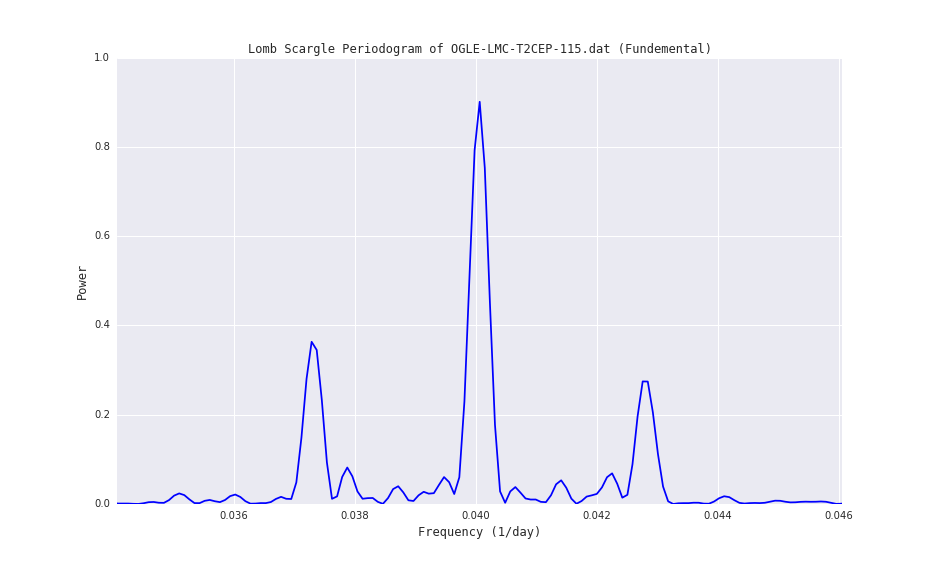 Lomb Scargle Periodogram of OGLE-LMC-T2CEP-115.dat (Fundemental)
1.0
0.8
0.6
0.4
0.2
0.0
Power
0.036 0.038 0.040 0.042 0.044 0.046
Frequency (1/day)